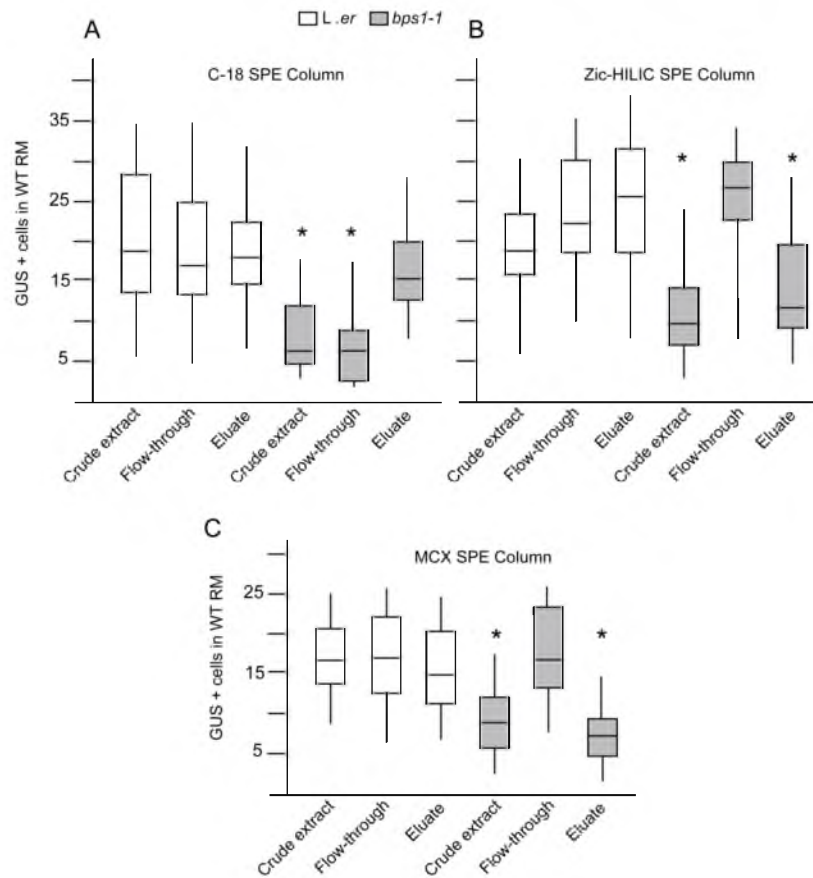 L .er bps1-1
A
C-18 SPE Column
GUS + cells in WT RM
35
25
15
5
*
*
Crude extract
Flow-through
Eluate
Crude extract
Flow-through
Eluate
B
Zic-HILIC SPE Column
*
*
Crude extract
Flow-through
Eluate
Crude extract
Flow-through
Eluate
C
MCX SPE Column
GUS + cells in WT RM
25
15
5
*
*
Crude extract
Flow-through
Eluate
Crude extract
Flow-through
Eluate